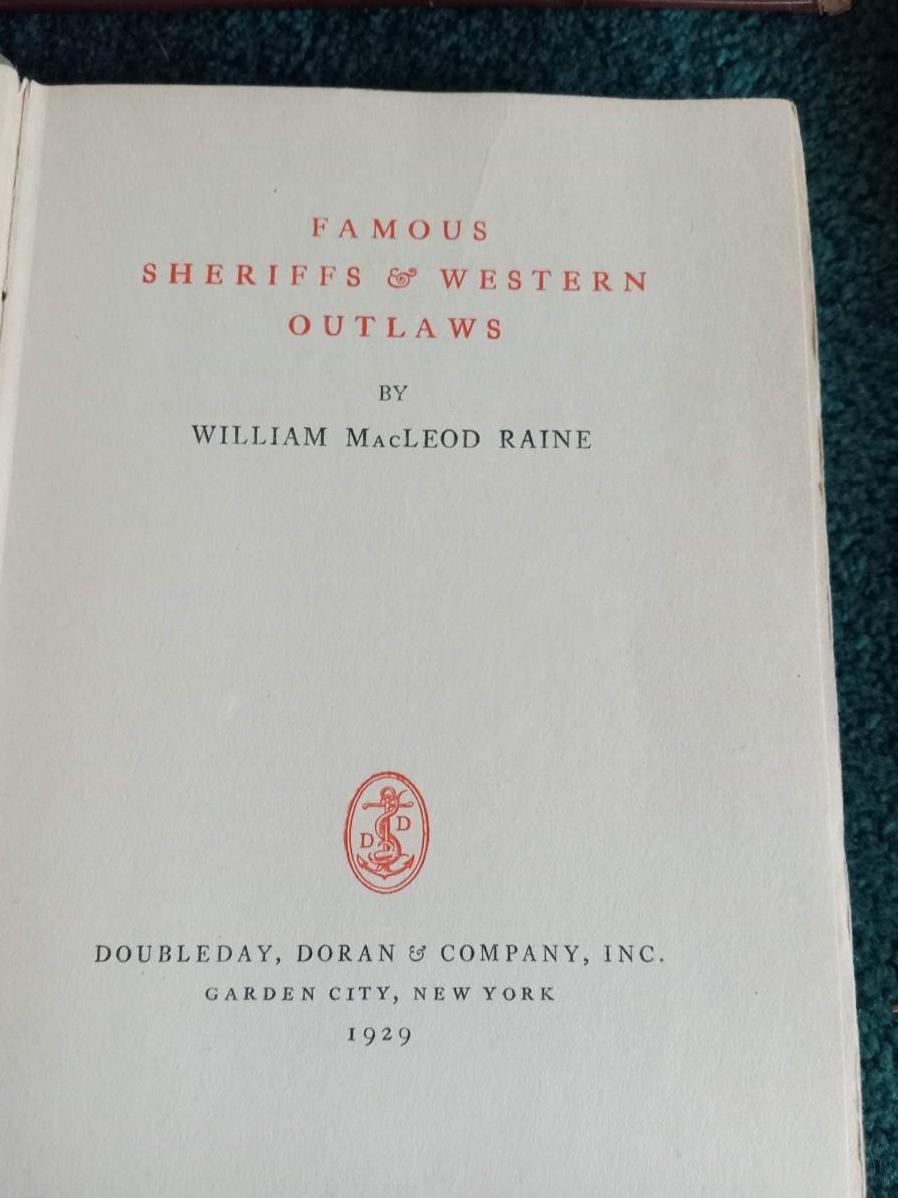 FAMOUS
SHERIFFS & WESTERN
OUTLAWS
BY
WILLIAM MACLEOD RAINE
D D
DOUBLEDAY, DORAN & COMPANY, INC.
GARDEN CITY, NEW YORK
1929